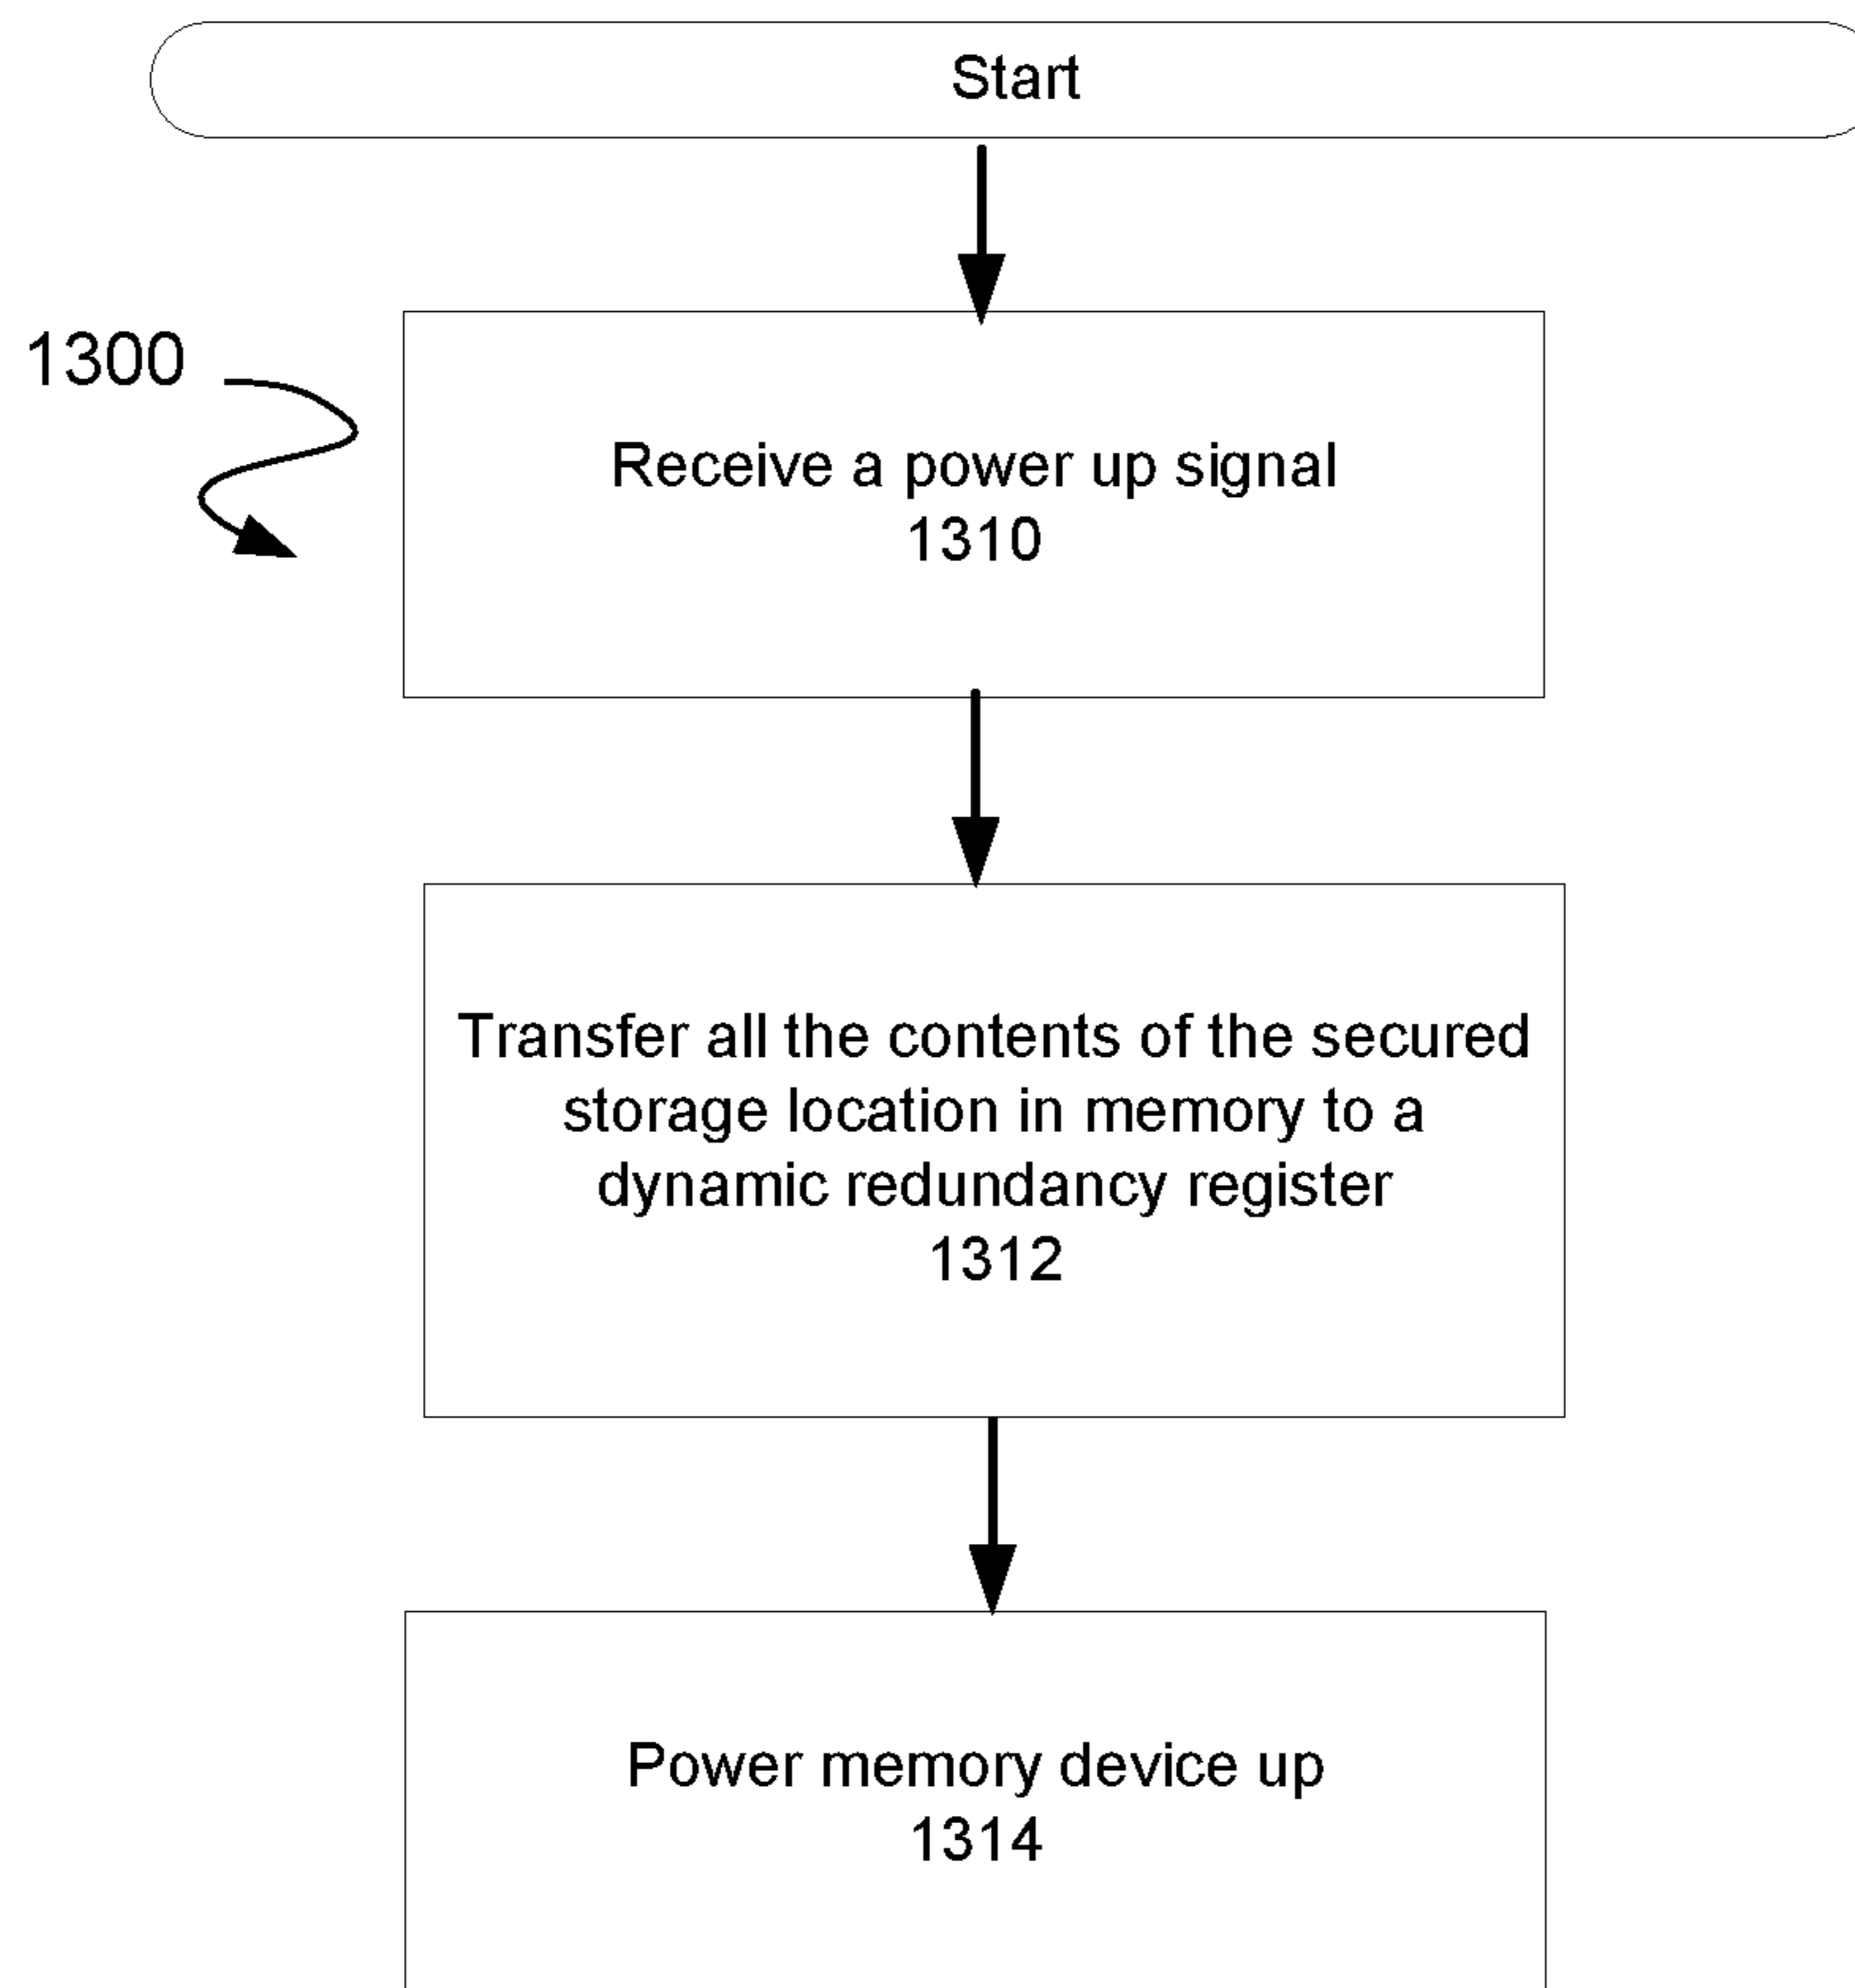 Start
1300
Receive a power up signal
1310
Transfer all the contents of the secured
storage location in memory to a
dynamic redundancy register
1312
Power memory device up
1314